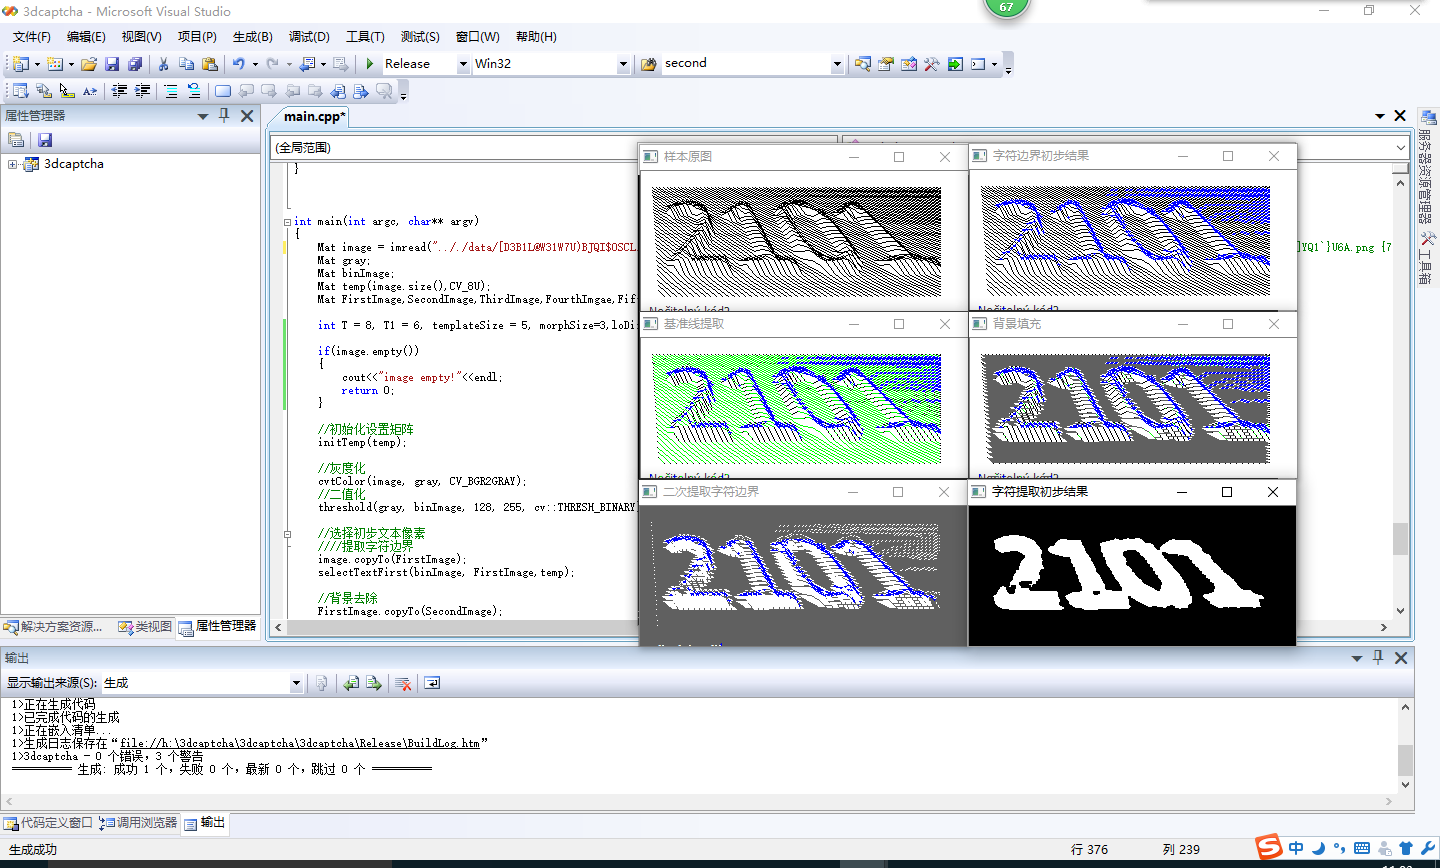 3dcaptcha - Microsoft Visual Studio
67
文件(F) 编辑(E) 视图(V) 项目(P) 生成(B) 调试(D) 工具(T) 测试(S) 窗口(W) 帮助(H)
Release Win32 second
属性管理器
3dcaptcha
解决方案资源... 类视图 属性管理器
main.cpp*
(全局范围)
}
int main(int argc, char** argv)
{
Mat image = imread("../../data/[D3B1L@W31W7U)BJQI$OSCL ]YQ1`}U6A.png {7
Mat gray;
Mat binImage;
Mat temp(image.size(),CV_8U);
Mat FirstImage,SecondImage,ThirdImage,FourthImgae,Fif
int T = 8, T1 = 6, templateSize = 5, morphSize=3,loDi
if(image.empty())
{
cout<<"image empty!"<<endl;
return 0;
}
//初始化设置矩阵
initTemp(temp);
//灰度化
cvtColor(image, gray, CV_BGR2GRAY);
//二值化
threshold(gray, binImage, 128, 255, cv::THRESH_BINARY
//选择初步文本像素
////提取字符边界
image.copyTo(FirstImage);
selectTextFirst(binImage, FirstImage,temp);
//背景去除
FirstImage.copyTo(SecondImage);
样本原图
2101
字符边界初步结果
2101
基准线提取
2101
背景填充
2101
二次提取字符边界
2101
字符提取初步结果
2101
服务器资源管理器
工具箱
输出
显示输出来源(S): 生成
1>正在生成代码
1>已完成代码的生成
1>正在嵌入清单...
1>生成日志保存在“file://h:\3dcaptcha\3dcaptcha\3dcaptcha\Release\BuildLog.htm”
1>3dcaptcha - 0 个错误，3 个警告
========== 生成: 成功 1 个，失败 0 个，最新 0 个，跳过 0 个 ==========
代码定义窗口 调用浏览器 输出
生成成功
行 376 列 239
中